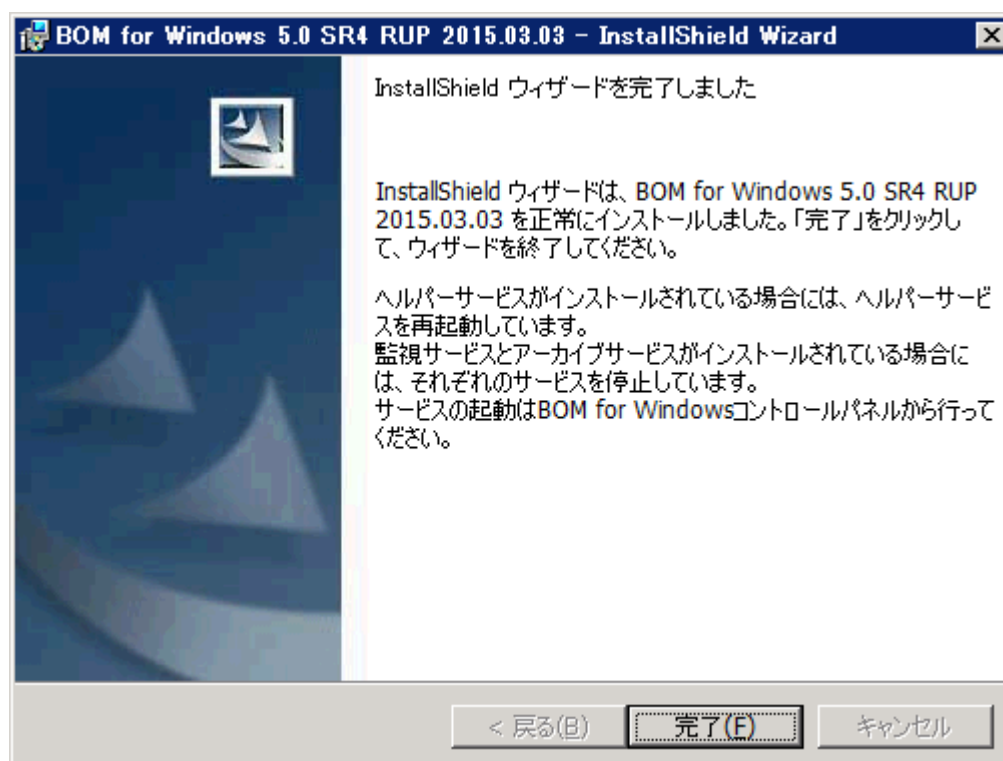 BOM for Windows 5.0 SR4 RUP 2015.03.03 - InstallShield Wizard
InstallShield ウィザードを完了しました
InstallShield ウィザードは、BOM for Windows 5.0 SR4 RUP
2015.03.03 を正常にインストールしました。「完了」をクリックし
て、ウィザードを終了してください。
ヘルパーサービスがインストールされている場合には、ヘルパーサービ
スを再起動しています。
監視サービスとアーカイブサービスがインストールされている場合に
は、それぞれのサービスを停止しています。
サービスの起動はBOM for Windowsコントロールパネルから行って
ください。
< 戻る(B)
完了(F)
キャンセル